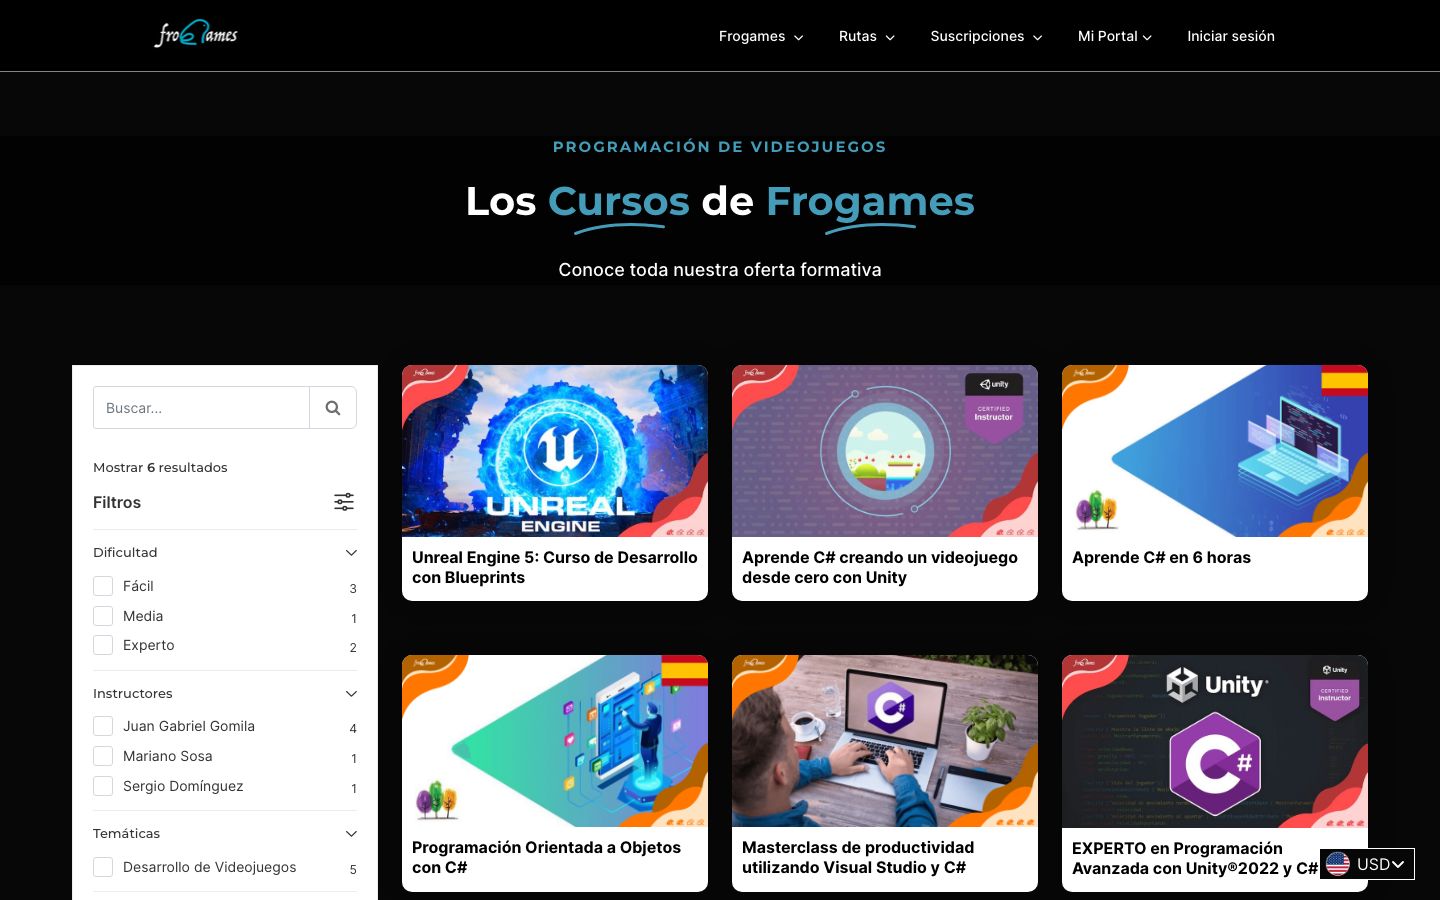 froGames
Frogames
Rutas
Suscripciones
Mi Portal
Iniciar sesión
PROGRAMACIÓN DE VIDEOJUEGOS
Los Cursos de Frogames
Conoce toda nuestra oferta formativa
Buscar...
Mostrar 6 resultados
Filtros
Dificultad
Fácil 3
Media 1
Experto 2
Instructores
Juan Gabriel Gomila 4
Mariano Sosa 1
Sergio Domínguez 1
Temáticas
Desarrollo de Videojuegos 5
UNREAL
ENGINE
Unreal Engine 5: Curso de Desarrollo
con Blueprints
unity
CERTIFIED
Instructor
Aprende C# creando un videojuego
desde cero con Unity
Aprende C# en 6 horas
Programación Orientada a Objetos
con C#
C#
Masterclass de productividad
utilizando Visual Studio y C#
Unity
Unity
CERTIFIED
Instructor
C#
EXPERTO en Programación
Avanzada con Unity®2022 y C#
USD